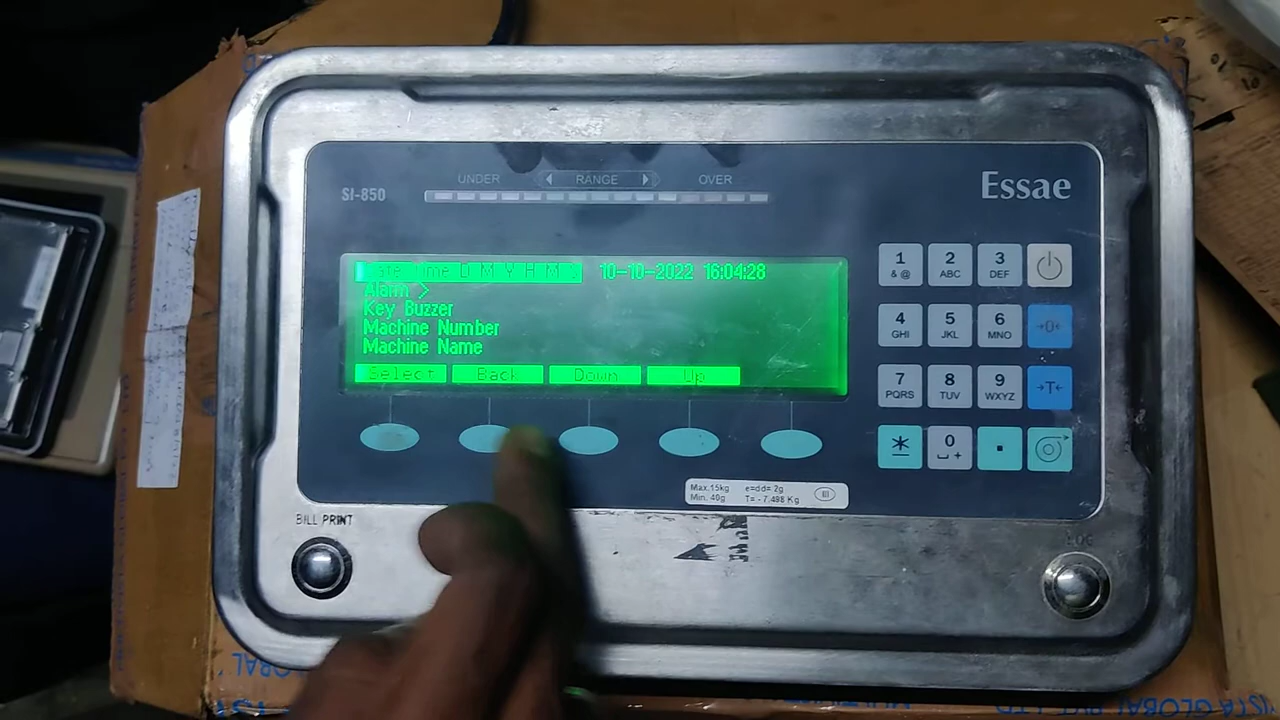 UNDER RANGE OVER
SI-850
Essae
Date Time D M Y H M S 10-10-2022 16:04:28
Alarm >
Key Buzzer
Machine Number
Machine Name
Select Back Down Up
1 & @
2 ABC
3 DEF
4 GHI
5 JKL
6 MNO
→0←
7 PQRS
8 TUV
9 WXYZ
→T←
*
0 +
.
Max.15kg e=dd= 2g
Min. 40g T= - 7.498 Kg
III
BILL PRINT